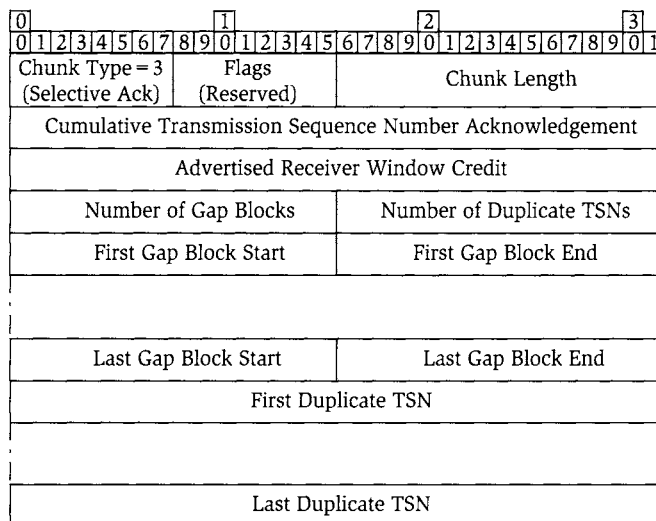 0 1 2 3
0 1 2 3 4 5 6 7 8 9 0 1 2 3 4 5 6 7 8 9 0 1 2 3 4 5 6 7 8 9 0 1
Chunk Type = 3 Flags Chunk Length
(Selective Ack) (Reserved)
Cumulative Transmission Sequence Number Acknowledgement
Advertised Receiver Window Credit
Number of Gap Blocks Number of Duplicate TSNs
First Gap Block Start First Gap Block End
Last Gap Block Start Last Gap Block End
First Duplicate TSN
Last Duplicate TSN